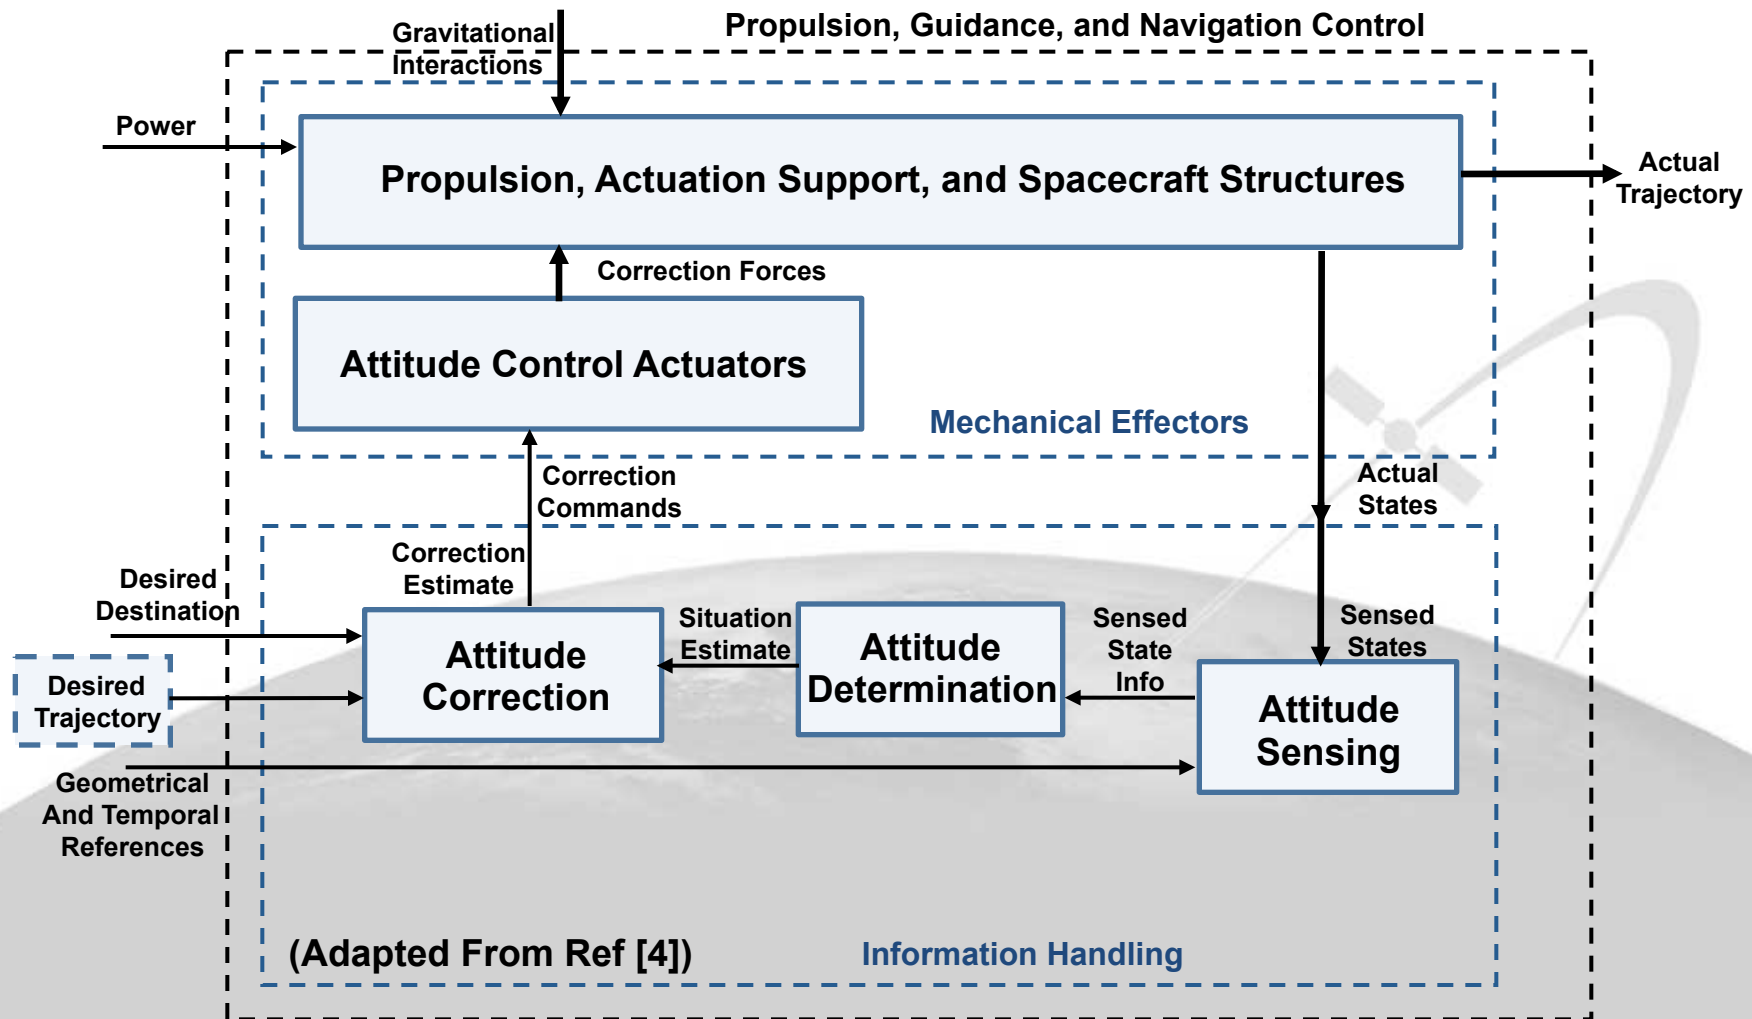 Propulsion, Guidance, and Navigation Control
Gravitational
Interactions
Power
Propulsion, Actuation Support, and Spacecraft Structures
Actual
Trajectory
Correction Forces
Attitude Control Actuators
Mechanical Effectors
Correction
Commands
Actual
States
Correction
Estimate
Desired
Destination
Situation
Estimate
Sensed
State
Info
Sensed
States
Attitude
Correction
Attitude
Determination
Attitude
Sensing
Desired
Trajectory
Geometrical
And Temporal
References
(Adapted From Ref [4])
Information Handling